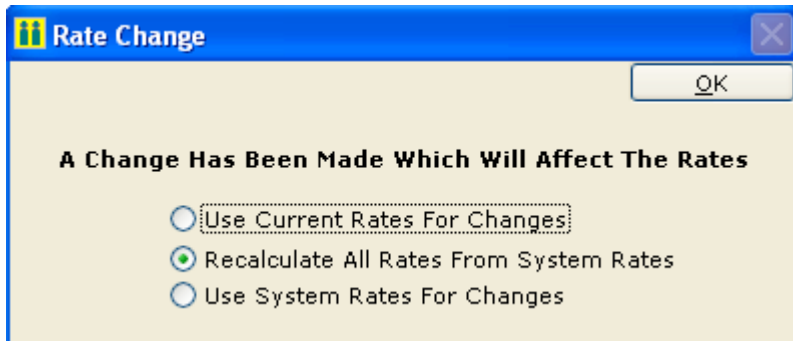 Rate Change
OK
A Change Has Been Made Which Will Affect The Rates
Use Current Rates For Changes
Recalculate All Rates From System Rates
Use System Rates For Changes